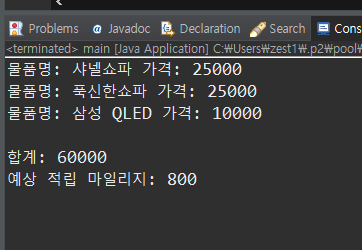 Problems @ Javadoc Declaration Search Cons
<terminated> main [Java Application] C:₩Users₩zest1₩.p2₩pool₩
물품명: 샤넬쇼파 가격: 25000
물품명: 푹신한쇼파 가격: 25000
물품명: 삼성 QLED 가격: 10000
합계: 60000
예상 적립 마일리지: 800